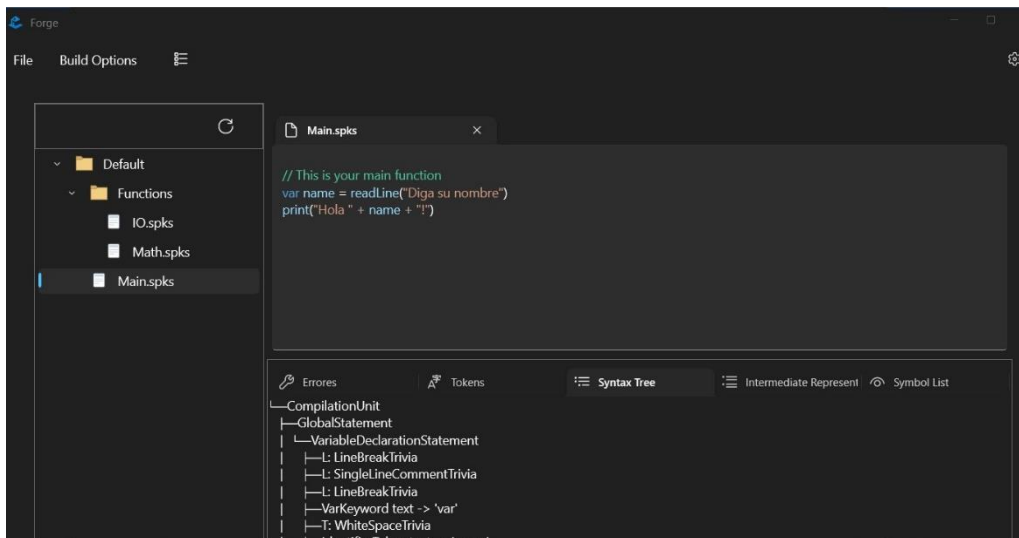 Forge
File Build Options
Main.spks
Default
Functions
IO.spks
Math.spks
Main.spks
// This is your main function
var name = readLine("Diga su nombre")
print("Hola " + name + "!")
Errores Tokens Syntax Tree Intermediate Represent Symbol List
└──CompilationUnit
├──GlobalStatement
│ └──VariableDeclarationStatement
│ ├──L: LineBreakTrivia
│ ├──L: SingleLineCommentTrivia
│ ├──L: LineBreakTrivia
│ ├──VarKeyword text -> 'var'
│ ├──T: WhiteSpaceTrivia